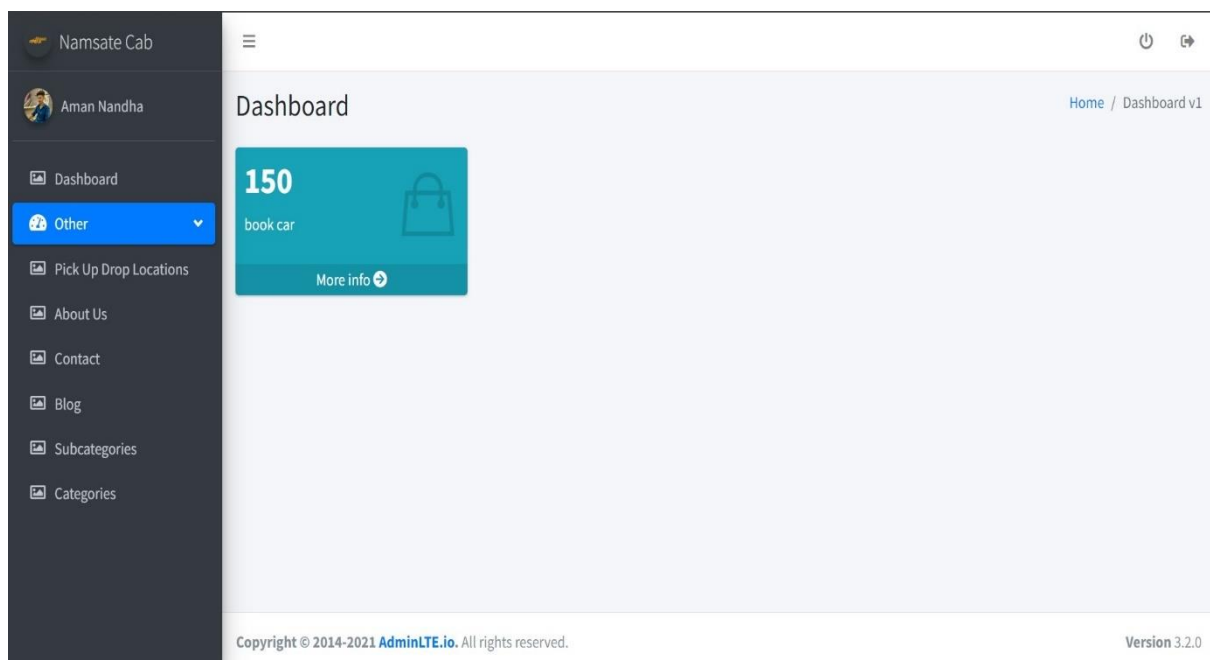 Namsate Cab
Aman Nandha
Dashboard
Other
Pick Up Drop Locations
About Us
Contact
Blog
Subcategories
Categories
Dashboard
Home / Dashboard v1
150
book car
More info
Copyright © 2014-2021 AdminLTE.io. All rights reserved.
Version 3.2.0